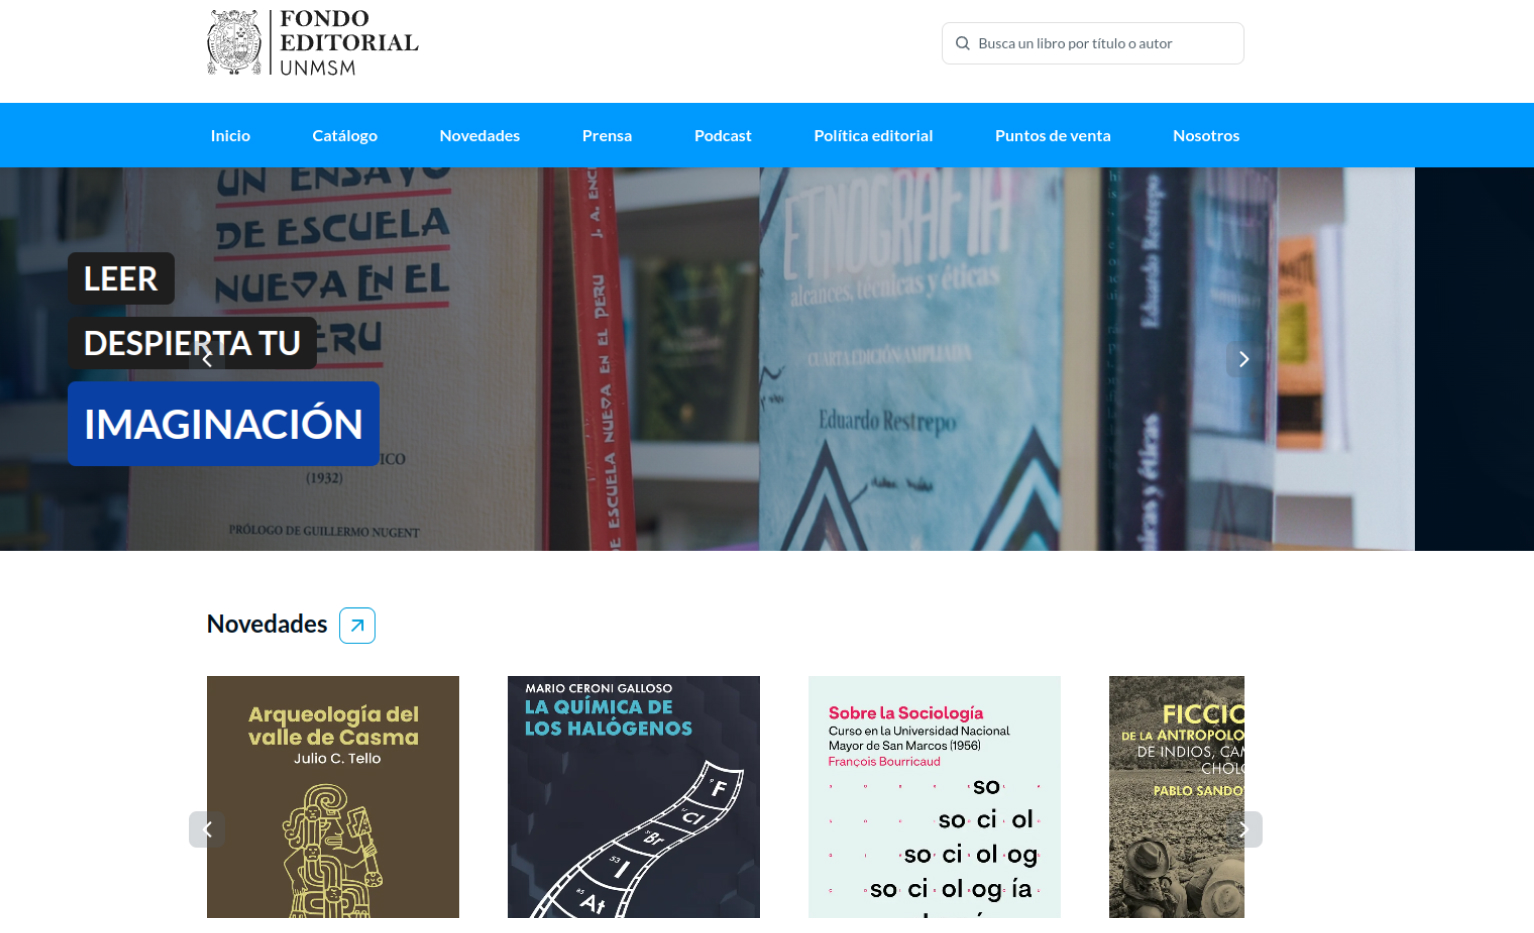 FONDO
EDITORIAL
UNMSM
Busca un libro por título o autor
Inicio
Catálogo
Novedades
Prensa
Podcast
Política editorial
Puntos de venta
Nosotros
UN ENSAYO
DE ESCUELA
NUEVA EN EL
PERU
(1932)
PRÓLOGO DE GUILLERMO NUGENT
DE ESCUELA NUEVA EN EL PERU J. A. ENC
LEER
DESPIERTA TU
IMAGINACIÓN
ETNOGRAFÍA
alcances, técnicas y éticas
CUARTA EDICIÓN AMPLIADA
Eduardo Restrepo
Eduardo Restrepo
nicas y éticas
Novedades
Arqueología del
valle de Casma
Julio C. Tello
MARIO CERONI GALLOSO
LA QUÍMICA DE
LOS HALÓGENOS
F
Cl
Br
53
I
85
At
Sobre la Sociología
Curso en la Universidad Nacional
Mayor de San Marcos (1956)
François Bourricaud
so
so ci ol
so ci ol og
so ci ol og ía
FICCIO
DE LA ANTROPOLO
DE INDIOS, CAM
CHOLO
PABLO SANDO